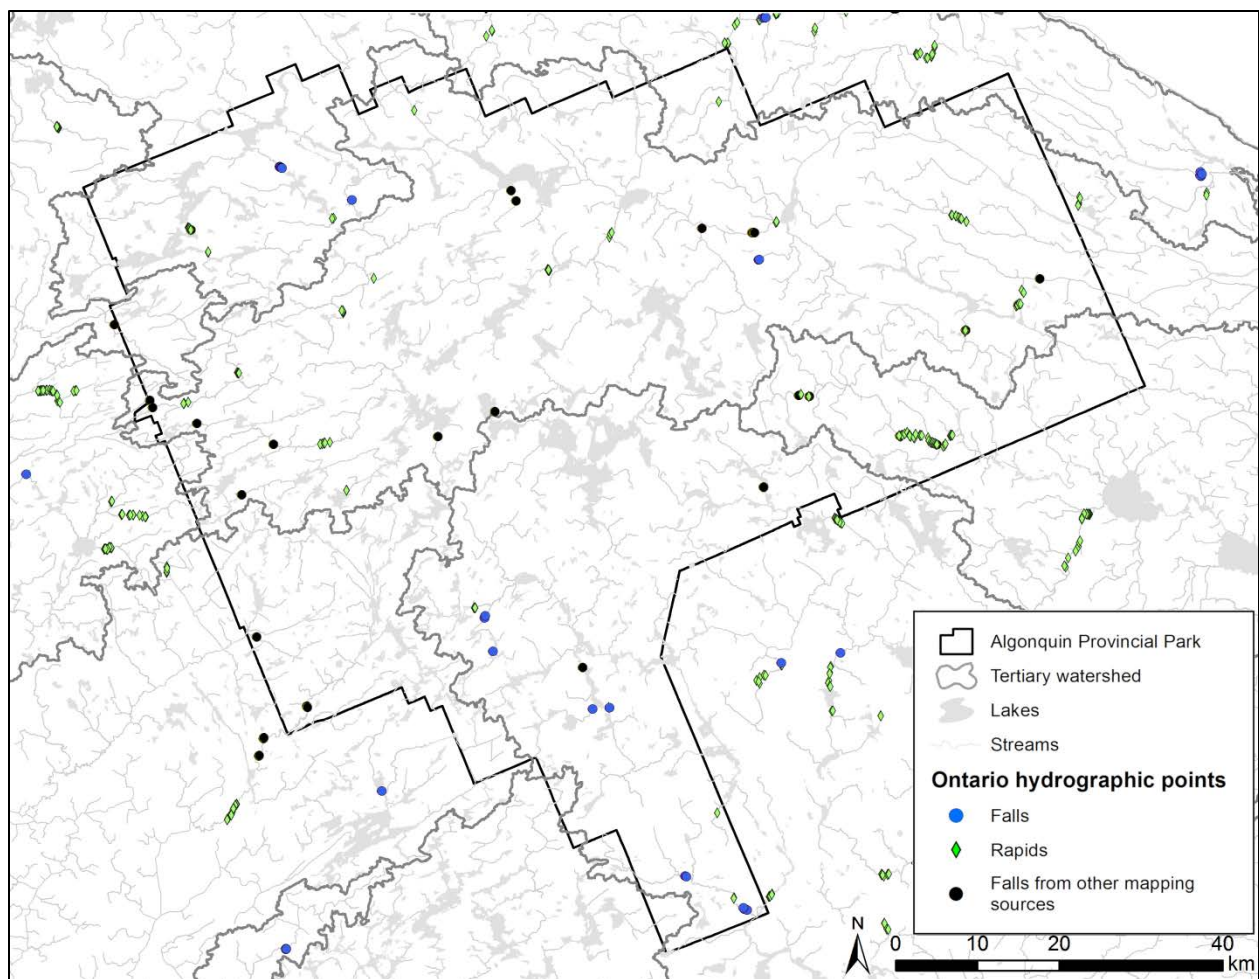 Algonquin Provincial Park
Tertiary watershed
Lakes
Streams
Ontario hydrographic points
Falls
Rapids
Falls from other mapping
sources
N
0 10 20 40
km